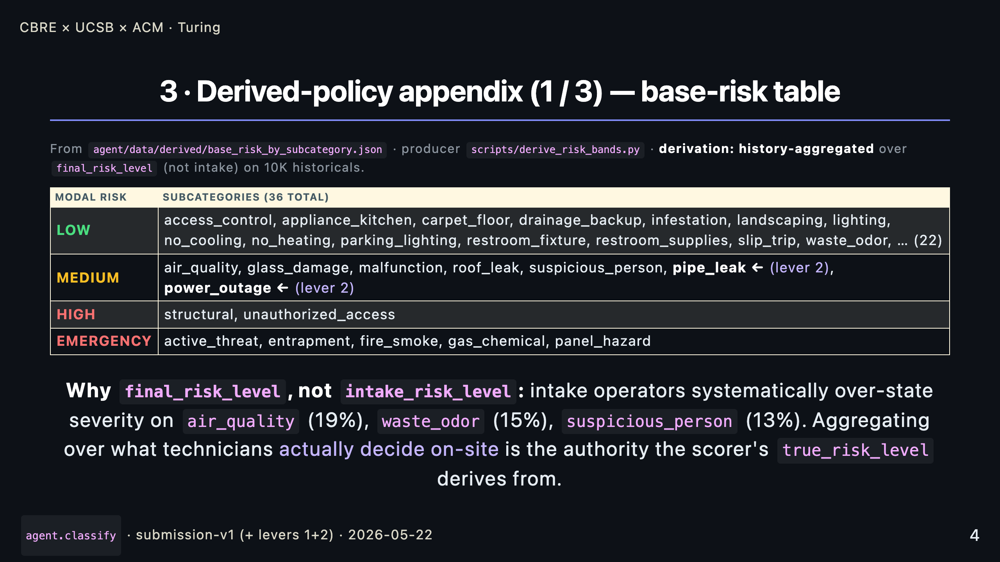 CBRE × UCSB × ACM · Turing
3 · Derived-policy appendix (1 / 3) — base-risk table
From agent/data/derived/base_risk_by_subcategory.json · producer scripts/derive_risk_bands.py · derivation: history-aggregated over
final_risk_level (not intake) on 10K historicals.
MODAL RISK SUBCATEGORIES (36 TOTAL)
LOW access_control, appliance_kitchen, carpet_floor, drainage_backup, infestation, landscaping, lighting,
no_cooling, no_heating, parking_lighting, restroom_fixture, restroom_supplies, slip_trip, waste_odor, … (22)
MEDIUM air_quality, glass_damage, malfunction, roof_leak, suspicious_person, pipe_leak ← (lever 2),
power_outage ← (lever 2)
HIGH structural, unauthorized_access
EMERGENCY active_threat, entrapment, fire_smoke, gas_chemical, panel_hazard
Why final_risk_level, not intake_risk_level: intake operators systematically over-state
severity on air_quality (19%), waste_odor (15%), suspicious_person (13%). Aggregating
over what technicians actually decide on-site is the authority the scorer's true_risk_level
derives from.
agent.classify · submission-v1 (+ levers 1+2) · 2026-05-22
4